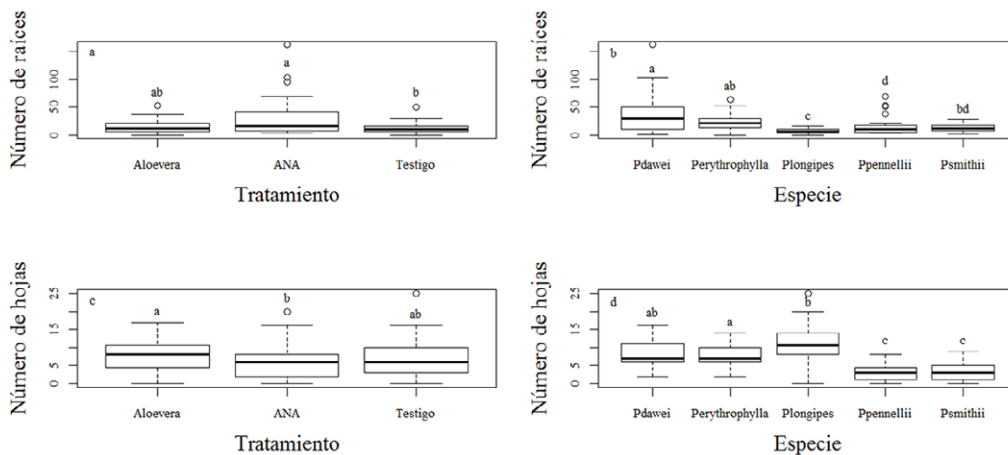 Número de raíces
a
100
50
0
ab
a
b
Aloevera ANA Testigo
Tratamiento
Número de raíces
b
100
50
0
a
ab
c
d
bd
Pdawei Perythrophylla Plongipes Ppennellii Psmithii
Especie
Número de hojas
c
25
15
5
0
a
b
ab
Aloevera ANA Testigo
Tratamiento
Número de hojas
d
25
15
5
0
ab
a
b
c
c
Pdawei Perythrophylla Plongipes Ppennellii Psmithii
Especie